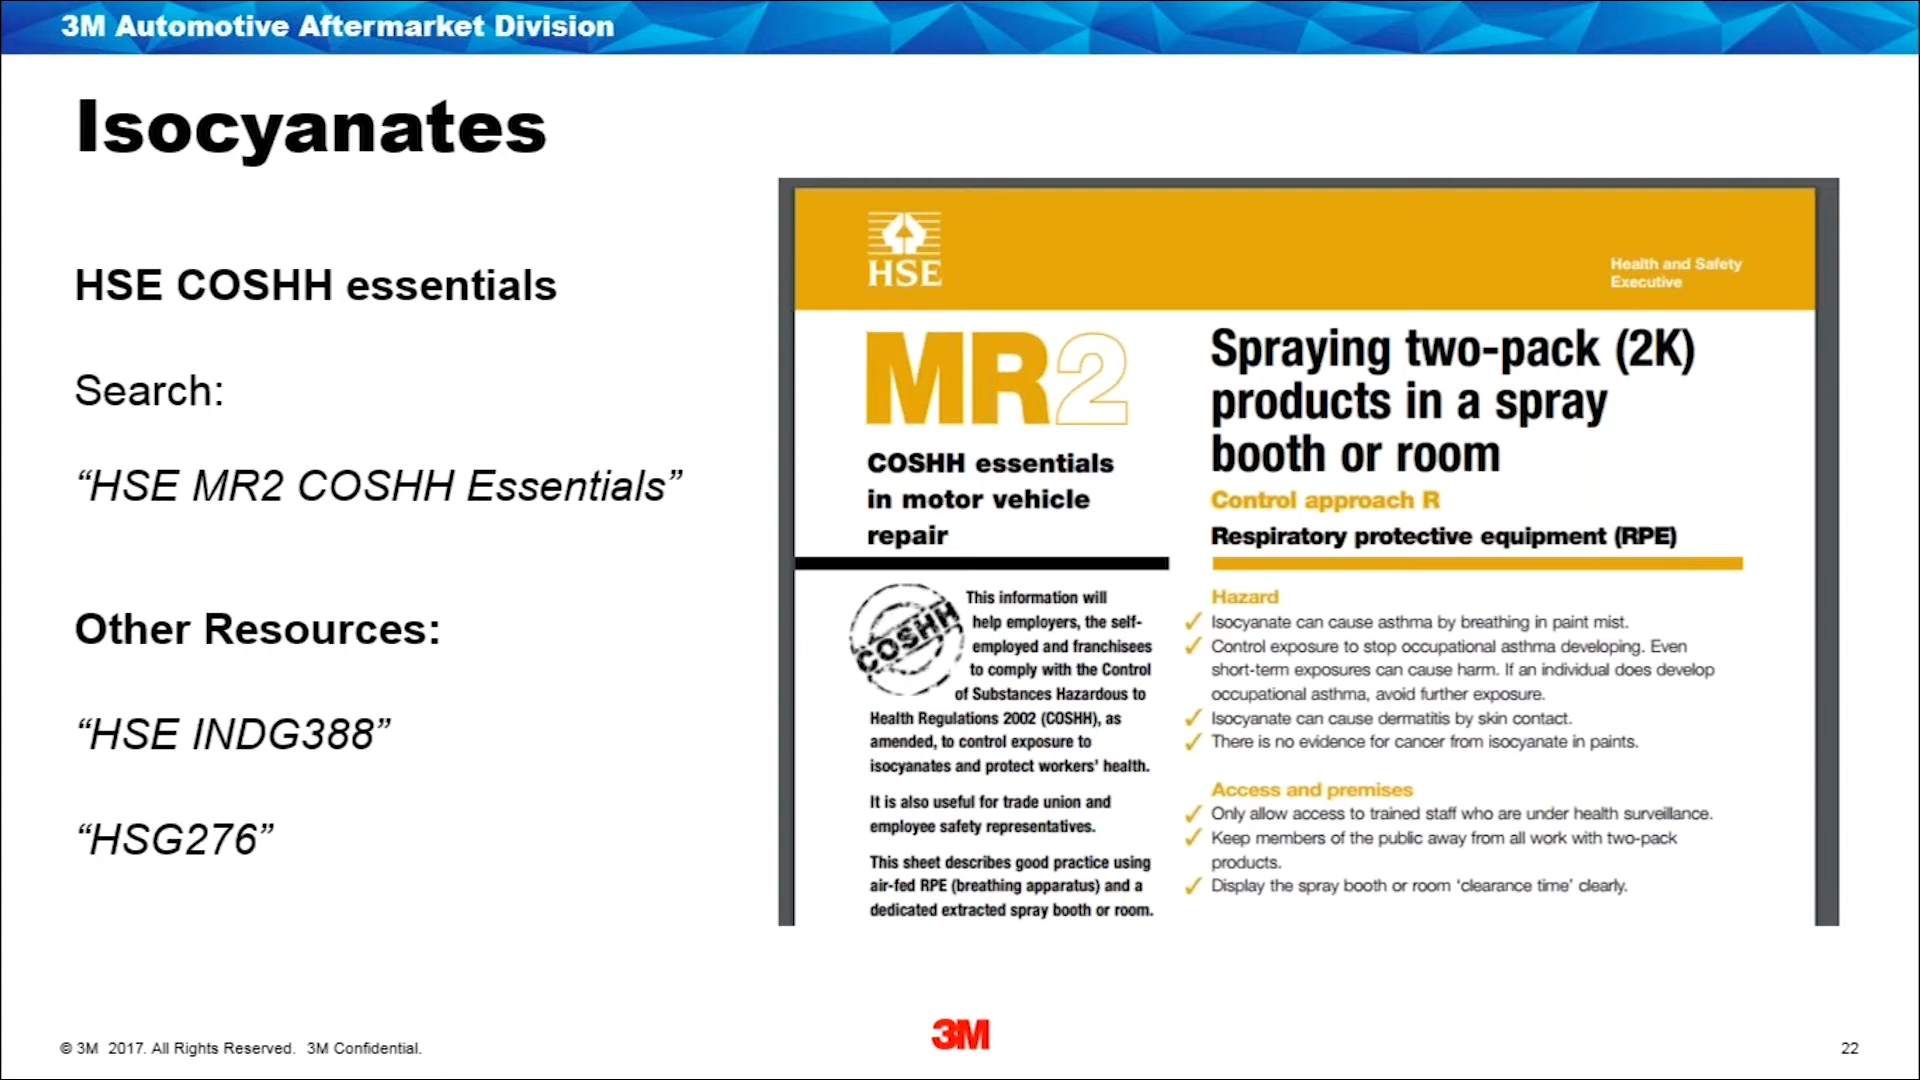 3M Automotive Aftermarket Division
Isocyanates
HSE COSHH essentials
Search:
“HSE MR2 COSHH Essentials”
Other Resources:
“HSE INDG388”
“HSG276”
HSE
Health and Safety
Executive
MR2
COSHH essentials
in motor vehicle
repair
COSHH
This information will
help employers, the self-
employed and franchisees
to comply with the Control
of Substances Hazardous to
Health Regulations 2002 (COSHH), as
amended, to control exposure to
isocyanates and protect workers’ health.
It is also useful for trade union and
employee safety representatives.
This sheet describes good practice using
air-fed RPE (breathing apparatus) and a
dedicated extracted spray booth or room.
Spraying two-pack (2K)
products in a spray
booth or room
Control approach R
Respiratory protective equipment (RPE)
Hazard
✓ Isocyanate can cause asthma by breathing in paint mist.
✓ Control exposure to stop occupational asthma developing. Even
short-term exposures can cause harm. If an individual does develop
occupational asthma, avoid further exposure.
✓ Isocyanate can cause dermatitis by skin contact.
✓ There is no evidence for cancer from isocyanate in paints.
Access and premises
✓ Only allow access to trained staff who are under health surveillance.
✓ Keep members of the public away from all work with two-pack
products.
✓ Display the spray booth or room ‘clearance time’ clearly.
© 3M 2017. All Rights Reserved. 3M Confidential.
3M
22